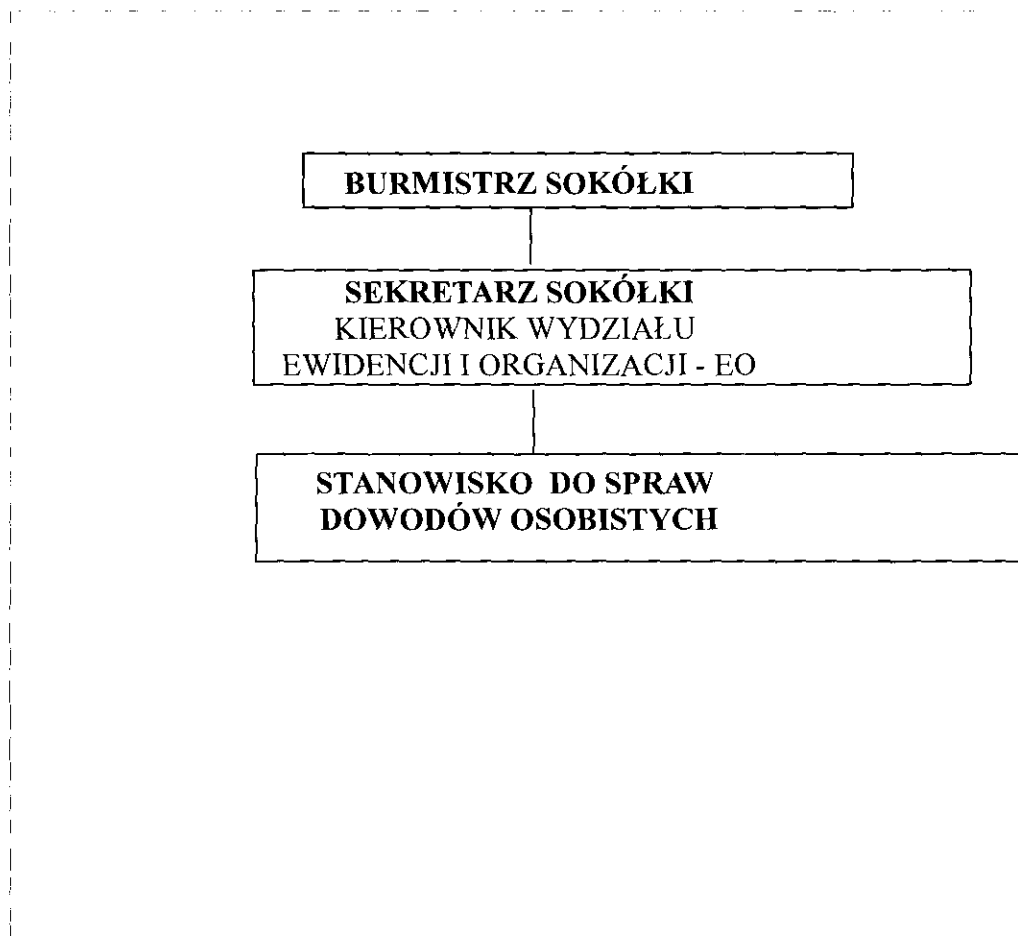 BURMISTRZ SOKÓŁKI
SEKRETARZ SOKÓŁKI
KIEROWNIK WYDZIAŁU
EWIDENCJI I ORGANIZACJI - EO
STANOWISKO DO SPRAW
DOWODÓW OSOBISTYCH